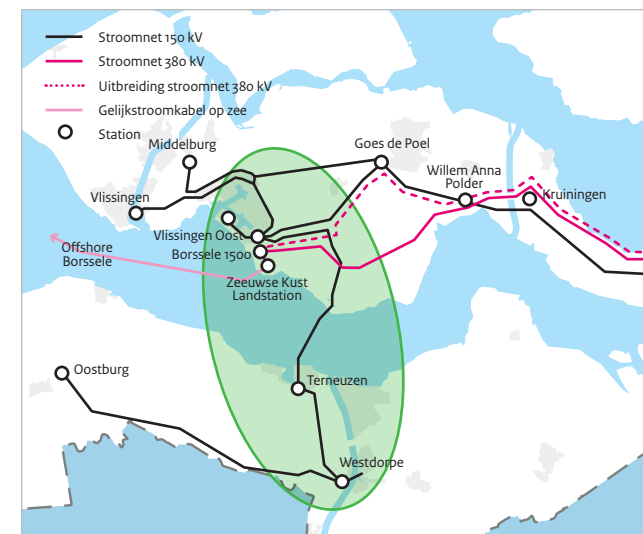 Stroomnet 150 kV
Stroomnet 380 kV
Uitbreiding stroomnet 380 kV
Gelijkstroomkabel op zee
Station
Middelburg
Goes de Poel
Willem Anna
Polder
Kruiningen
Vlissingen
Vlissingen Oost
Borssele 1500
Offshore
Borssele
Zeeuwse Kust
Landstation
Oostburg
Terneuzen
Westdorpe